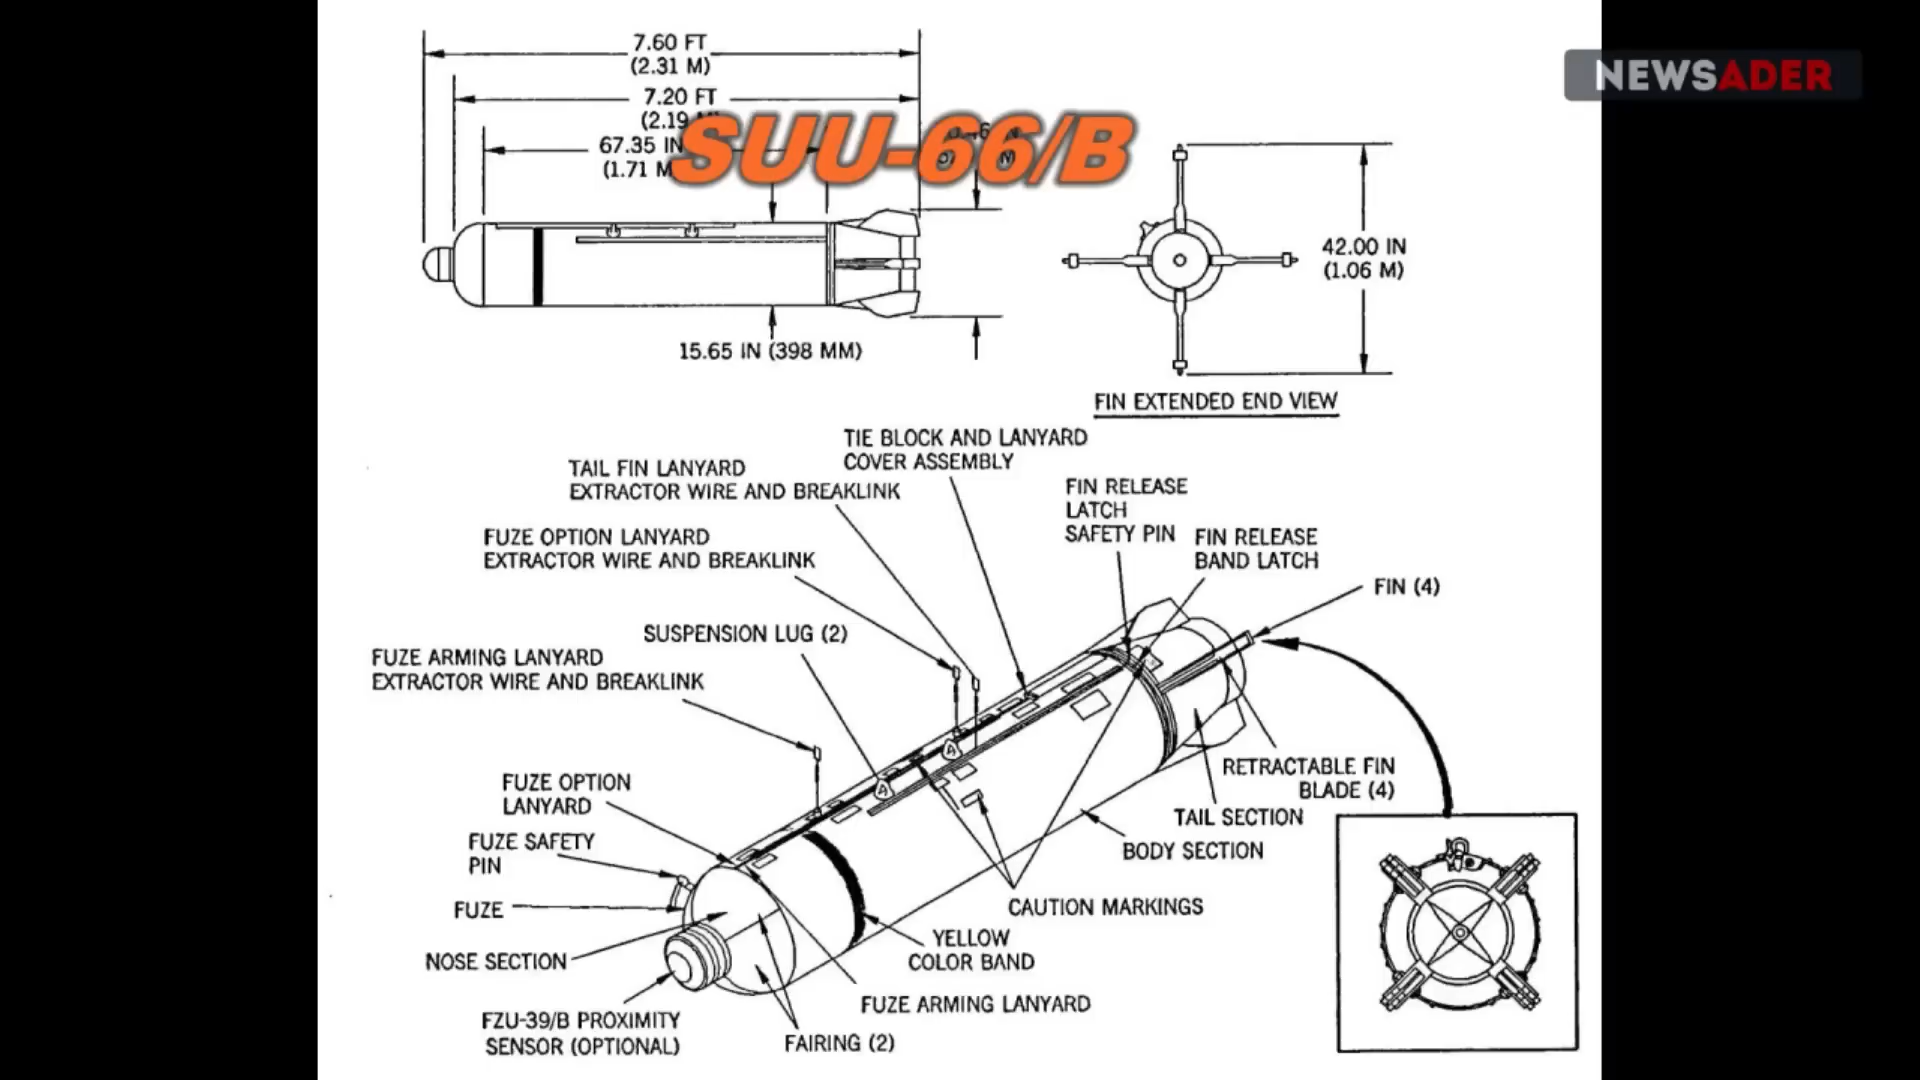 7.60 FT
(2.31 M)
NEWSADER
7.20 FT
(2.19
SUU-66/B
67.35 IN
(1.71 M
42.00 IN
(1.06 M)
15.65 IN (398 MM)
FIN EXTENDED END VIEW
TIE BLOCK AND LANYARD
COVER ASSEMBLY
TAIL FIN LANYARD
EXTRACTOR WIRE AND BREAKLINK
FIN RELEASE
LATCH
SAFETY PIN
FIN RELEASE
BAND LATCH
FUZE OPTION LANYARD
EXTRACTOR WIRE AND BREAKLINK
FIN (4)
SUSPENSION LUG (2)
FUZE ARMING LANYARD
EXTRACTOR WIRE AND BREAKLINK
RETRACTABLE FIN
BLADE (4)
FUZE OPTION
LANYARD
TAIL SECTION
FUZE SAFETY
PIN
BODY SECTION
FUZE
CAUTION MARKINGS
YELLOW
COLOR BAND
NOSE SECTION
FUZE ARMING LANYARD
FZU-39/B PROXIMITY
SENSOR (OPTIONAL)
FAIRING (2)